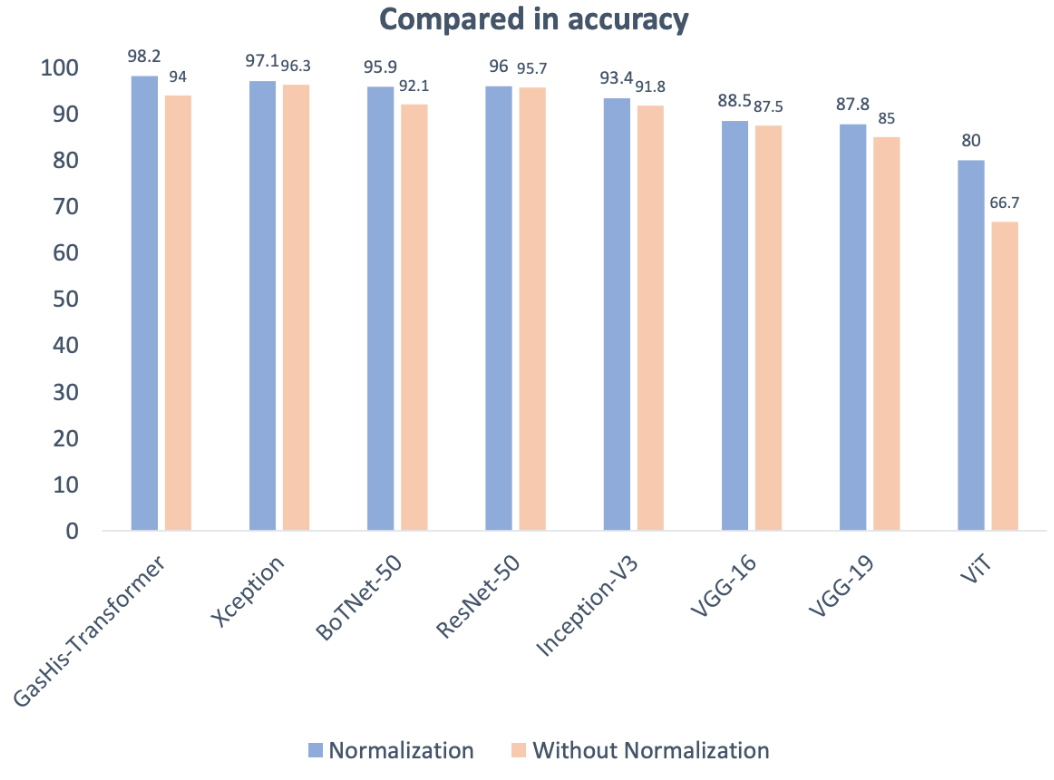 Compared in accuracy
100
90
80
70
60
50
40
30
20
10
0
98.2
94
97.1
96.3
95.9
92.1
96
95.7
93.4
91.8
88.5
87.5
87.8
85
80
66.7
GasHis-Transformer
Xception
BoTNet-50
ResNet-50
Inception-V3
VGG-16
VGG-19
ViT
Normalization
Without Normalization